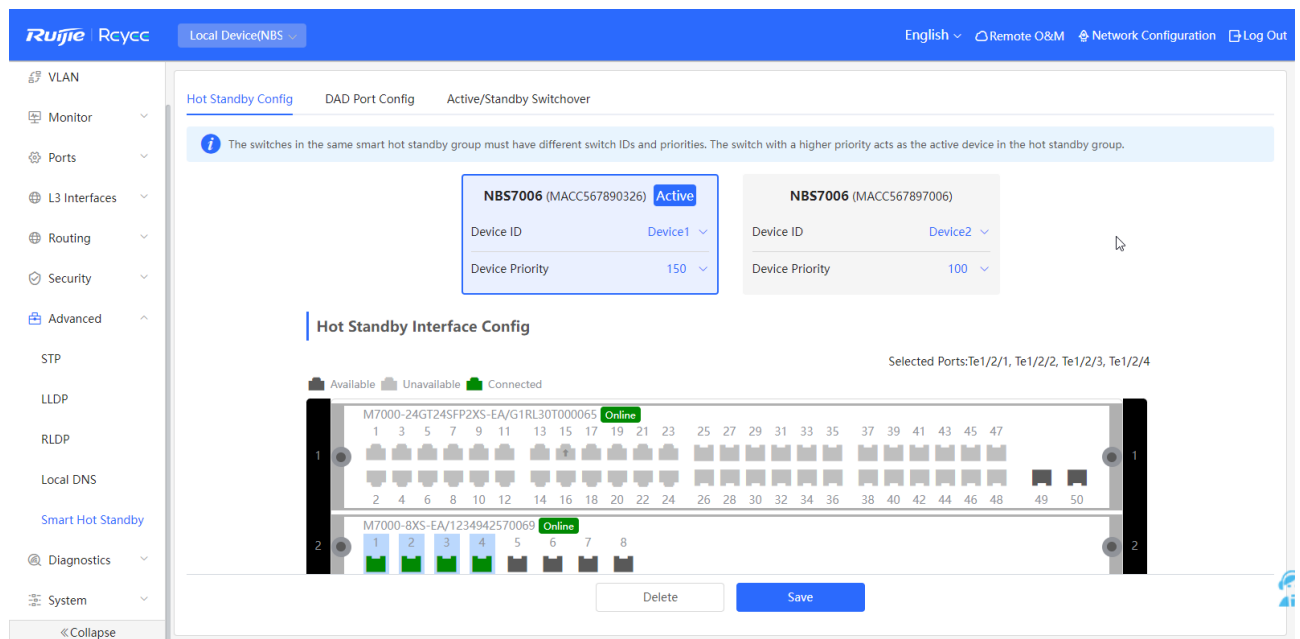 Ruijie | Reyee
Local Device(NBS
English
Remote O&M
Network Configuration
Log Out
VLAN
Monitor
Ports
L3 Interfaces
Routing
Security
Advanced
STP
LLDP
RLDP
Local DNS
Smart Hot Standby
Diagnostics
System
«Collapse
Hot Standby Config
DAD Port Config
Active/Standby Switchover
i The switches in the same smart hot standby group must have different switch IDs and priorities. The switch with a higher priority acts as the active device in the hot standby group.
NBS7006 (MACC567890326) Active
Device ID Device1
Device Priority 150
NBS7006 (MACC567897006)
Device ID Device2
Device Priority 100
Hot Standby Interface Config
Selected Ports:Te1/2/1, Te1/2/2, Te1/2/3, Te1/2/4
Available Unavailable Connected
M7000-24GT24SFP2XS-EA/G1RL30T000065 Online
1 3 5 7 9 11 13 15 17 19 21 23 25 27 29 31 33 35 37 39 41 43 45 47
1 1
2 4 6 8 10 12 14 16 18 20 22 24 26 28 30 32 34 36 38 40 42 44 46 48 49 50
M7000-8XS-EA/1234942570069 Online
1 2 3 4 5 6 7 8
2 2
Delete
Save